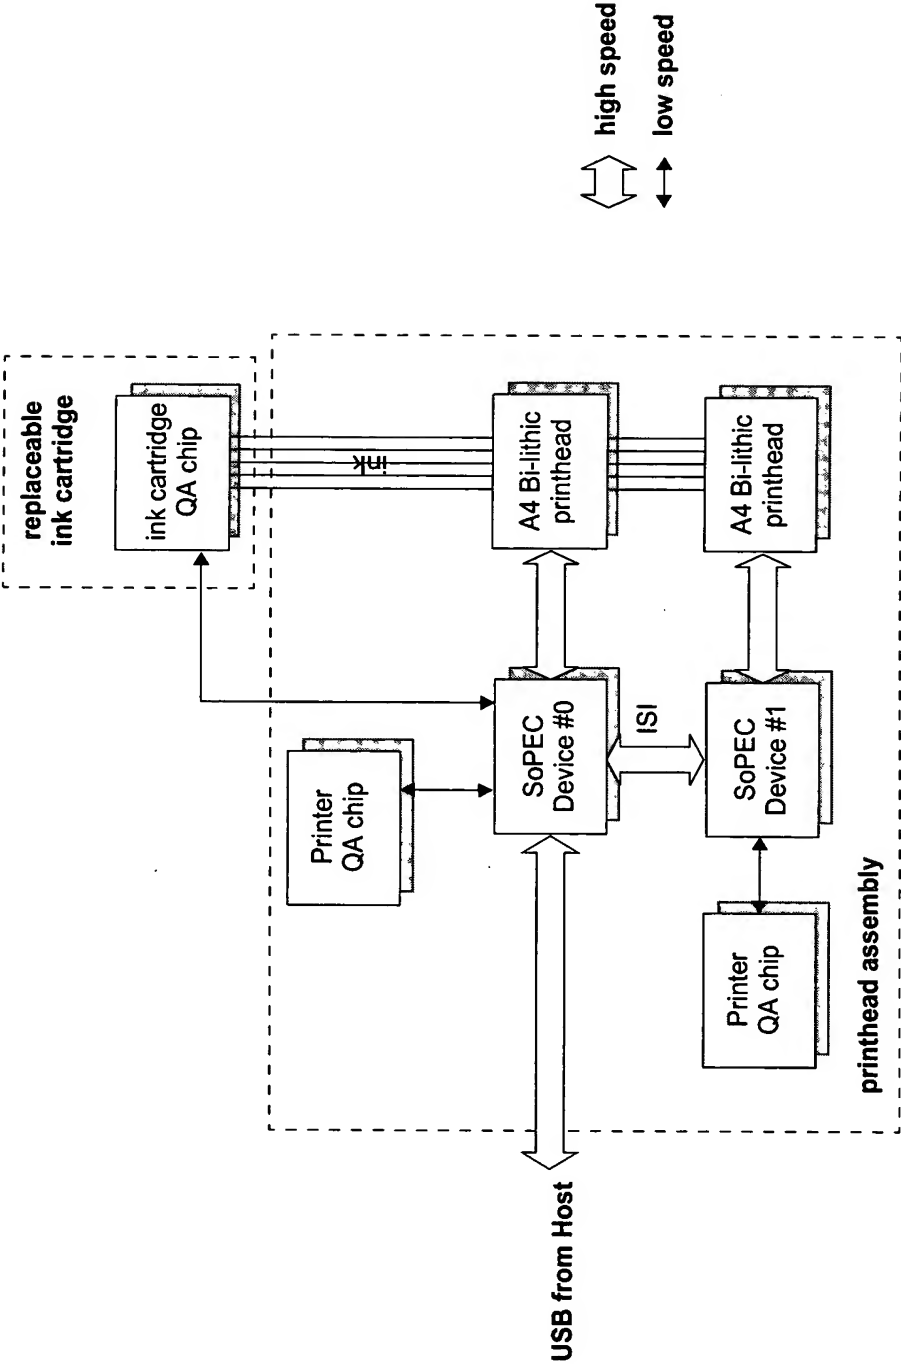 replaceable
ink cartridge
ink cartridge
QA chip
ink
Printer
QA chip
SoPEC
Device #0
A4 Bi-lithic
printhead
ISI
USB from Host
Printer
QA chip
SoPEC
Device #1
A4 Bi-lithic
printhead
printhead assembly
high speed
low speed